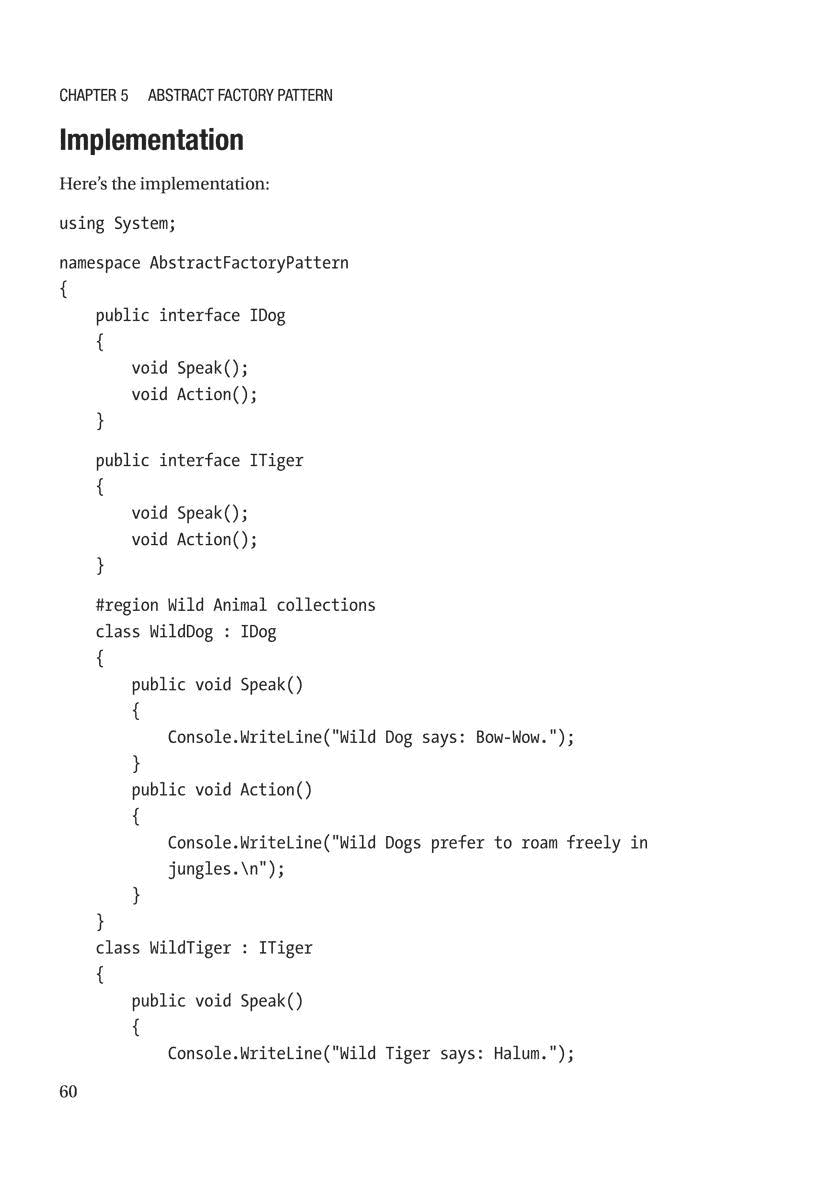 CHAPTER 5 ABSTRACT FACTORY PATTERN
Implementation
Here’s the implementation:
using System;
namespace AbstractFactoryPattern
{
    public interface IDog
    {
        void Speak();
        void Action();
    }
    public interface ITiger
    {
        void Speak();
        void Action();
    }
    #region Wild Animal collections
    class WildDog : IDog
    {
        public void Speak()
        {
            Console.WriteLine("Wild Dog says: Bow-Wow.");
        }
        public void Action()
        {
            Console.WriteLine("Wild Dogs prefer to roam freely in
            jungles.\n");
        }
    }
    class WildTiger : ITiger
    {
        public void Speak()
        {
            Console.WriteLine("Wild Tiger says: Halum.");
60